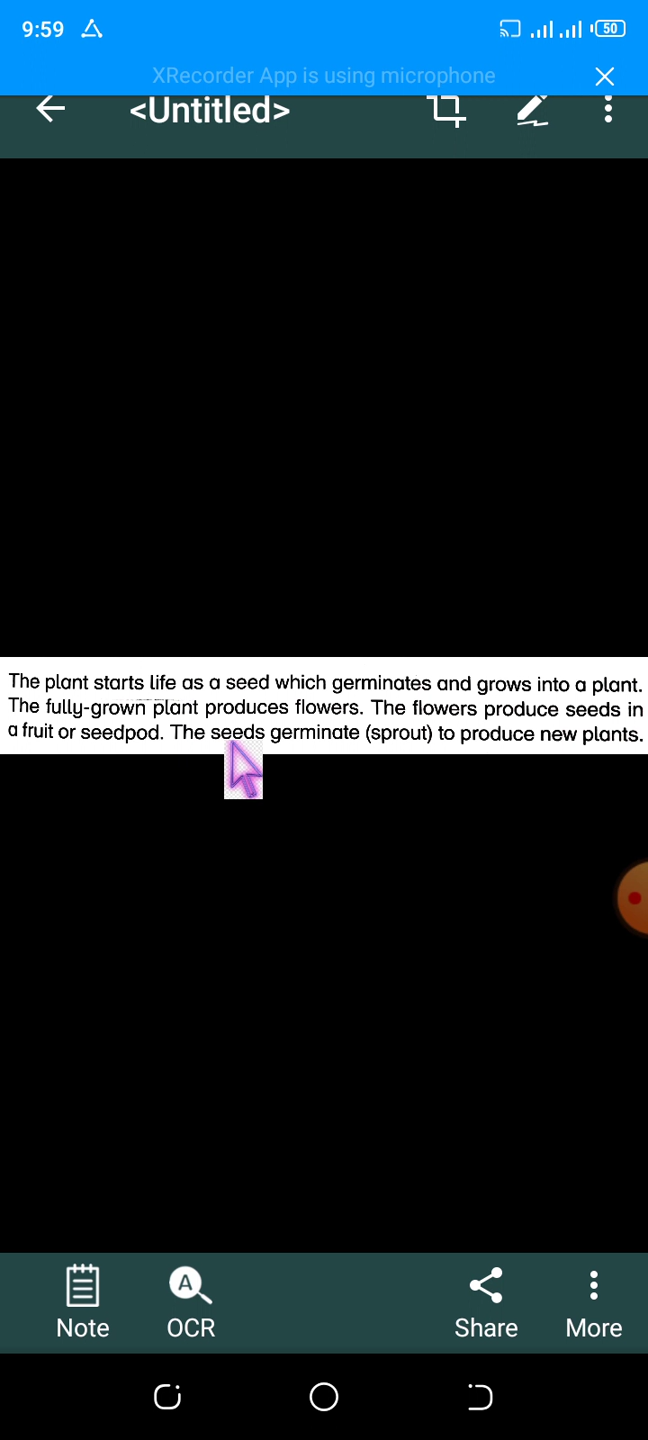 9:59
50
XRecorder App is using microphone
<Untitled>
The plant starts life as a seed which germinates and grows into a plant.
The fully-grown plant produces flowers. The flowers produce seeds in
a fruit or seedpod. The seeds germinate (sprout) to produce new plants.
A
Note
OCR
Share
More